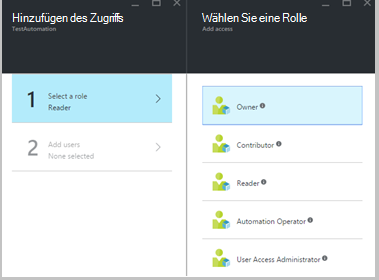 Hinzufügen des Zugriffs
TestAutomation
1 Select a role
Reader
2 Add users
None selected
Wählen Sie eine Rolle
Add access
Owner
Contributor
Reader
Automation Operator
User Access Administrator